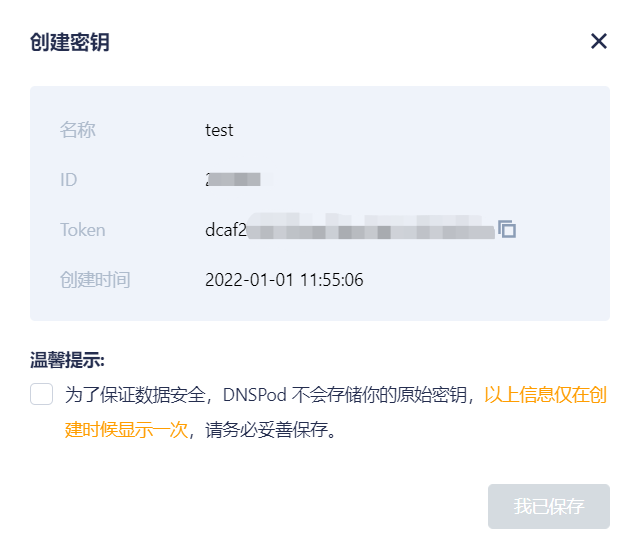 创建密钥
名称 test
ID
Token dcaf2
创建时间 2022-01-01 11:55:06
温馨提示:
为了保证数据安全，DNSPod 不会存储你的原始密钥，以上信息仅在创
建时候显示一次，请务必妥善保存。
我已保存